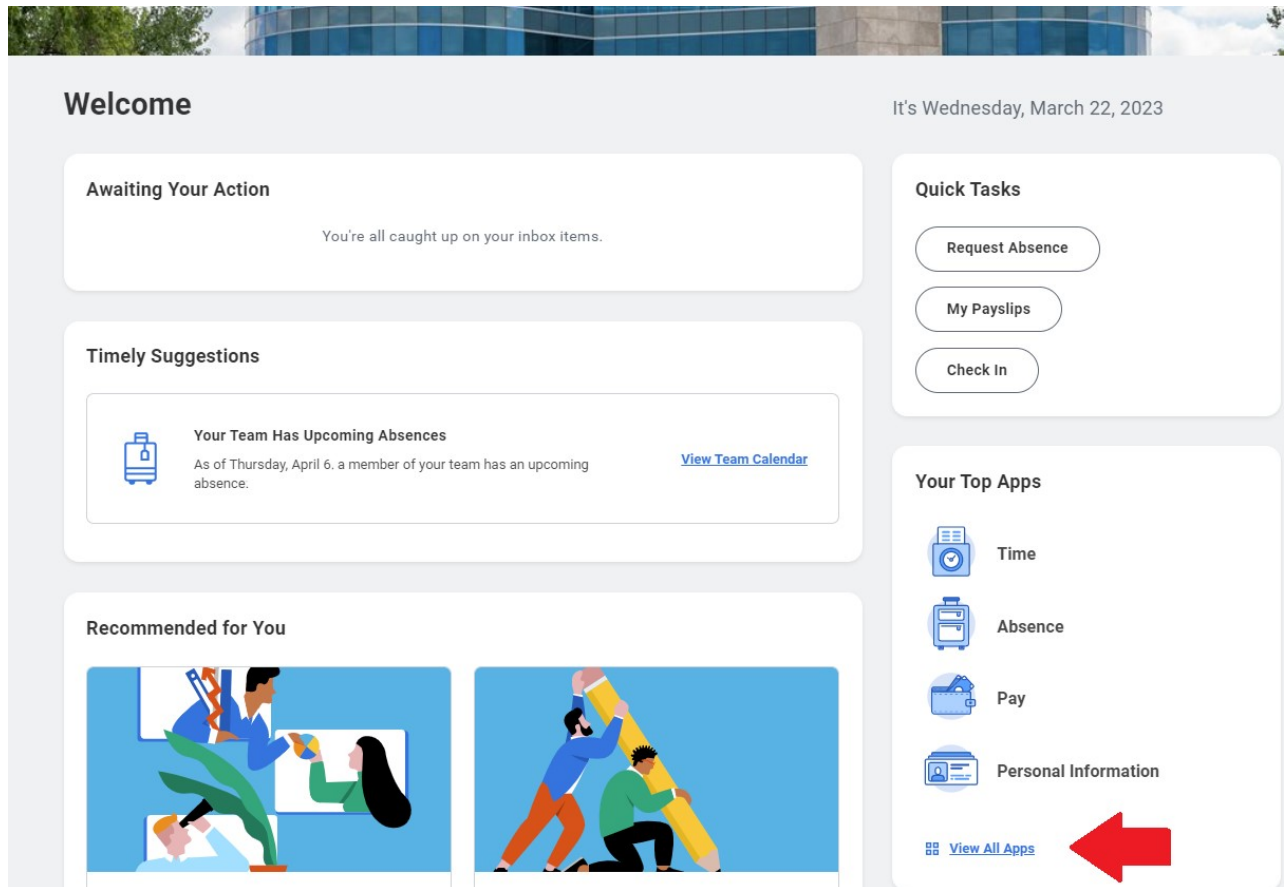 Welcome
It's Wednesday, March 22, 2023
Awaiting Your Action
You're all caught up on your inbox items.
Timely Suggestions
Your Team Has Upcoming Absences
As of Thursday, April 6. a member of your team has an upcoming
absence.
View Team Calendar
Recommended for You
Quick Tasks
Request Absence
My Payslips
Check In
Your Top Apps
Time
Absence
Pay
Personal Information
View All Apps